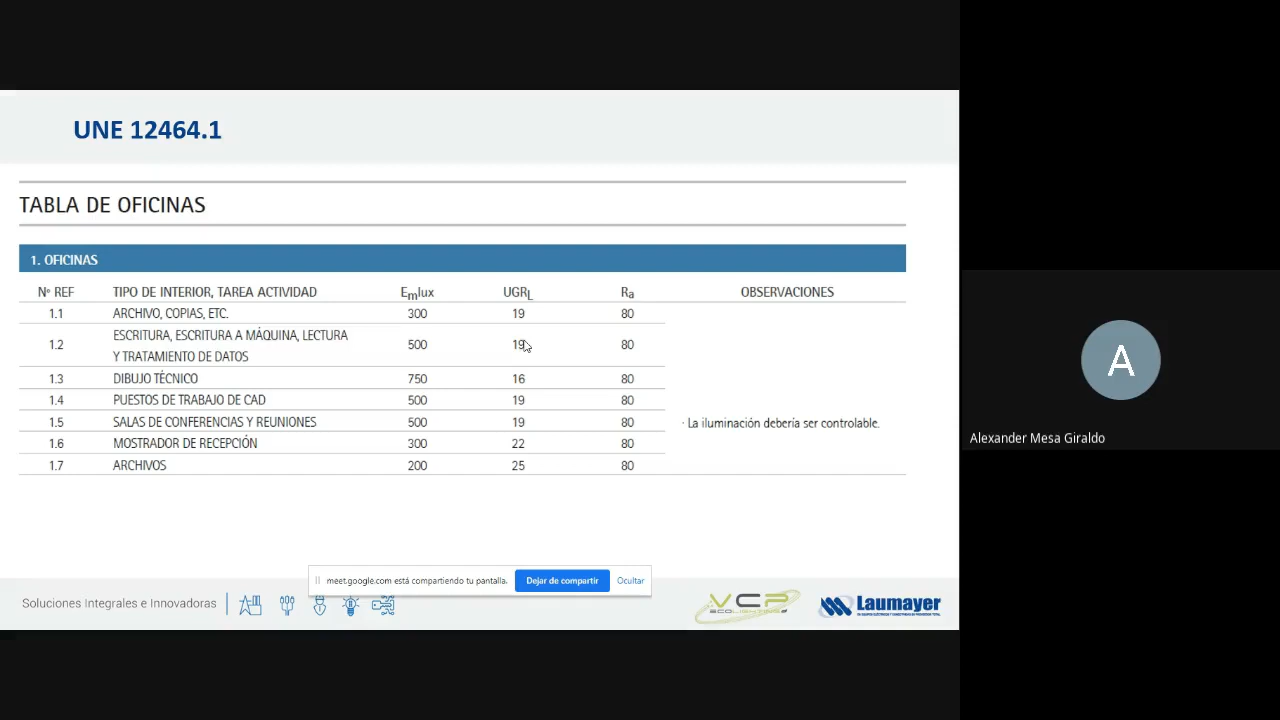 UNE 12464.1
TABLA DE OFICINAS
1. OFICINAS
Nº REF TIPO DE INTERIOR, TAREA ACTIVIDAD Emlux UGRL Ra OBSERVACIONES
1.1 ARCHIVO, COPIAS, ETC. 300 19 80
1.2 ESCRITURA, ESCRITURA A MÁQUINA, LECTURA
Y TRATAMIENTO DE DATOS 500 19 80
1.3 DIBUJO TÉCNICO 750 16 80
1.4 PUESTOS DE TRABAJO DE CAD 500 19 80
1.5 SALAS DE CONFERENCIAS Y REUNIONES 500 19 80 · La iluminación debería ser controlable.
1.6 MOSTRADOR DE RECEPCIÓN 300 22 80
1.7 ARCHIVOS 200 25 80
A
Alexander Mesa Giraldo
meet.google.com está compartiendo tu pantalla. Dejar de compartir Ocultar
Soluciones Integrales e Innovadoras
VCP
ECOLIGHTING
Laumayer